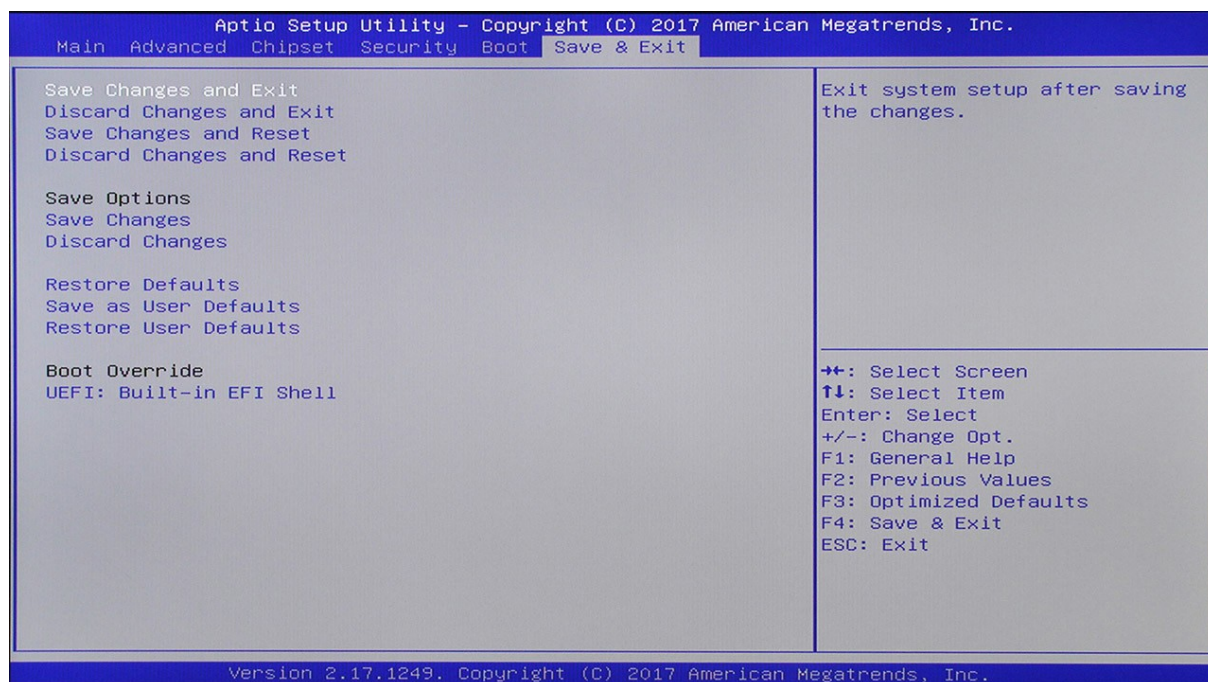 Aptio Setup Utility – Copyright (C) 2017 American Megatrends, Inc.
Main Advanced Chipset Security Boot Save & Exit
Save Changes and Exit
Discard Changes and Exit
Save Changes and Reset
Discard Changes and Reset
Save Options
Save Changes
Discard Changes
Restore Defaults
Save as User Defaults
Restore User Defaults
Boot Override
UEFI: Built-in EFI Shell
Exit system setup after saving
the changes.
→←: Select Screen
↑↓: Select Item
Enter: Select
+/-: Change Opt.
F1: General Help
F2: Previous Values
F3: Optimized Defaults
F4: Save & Exit
ESC: Exit
Version 2.17.1249. Copyright (C) 2017 American Megatrends, Inc.